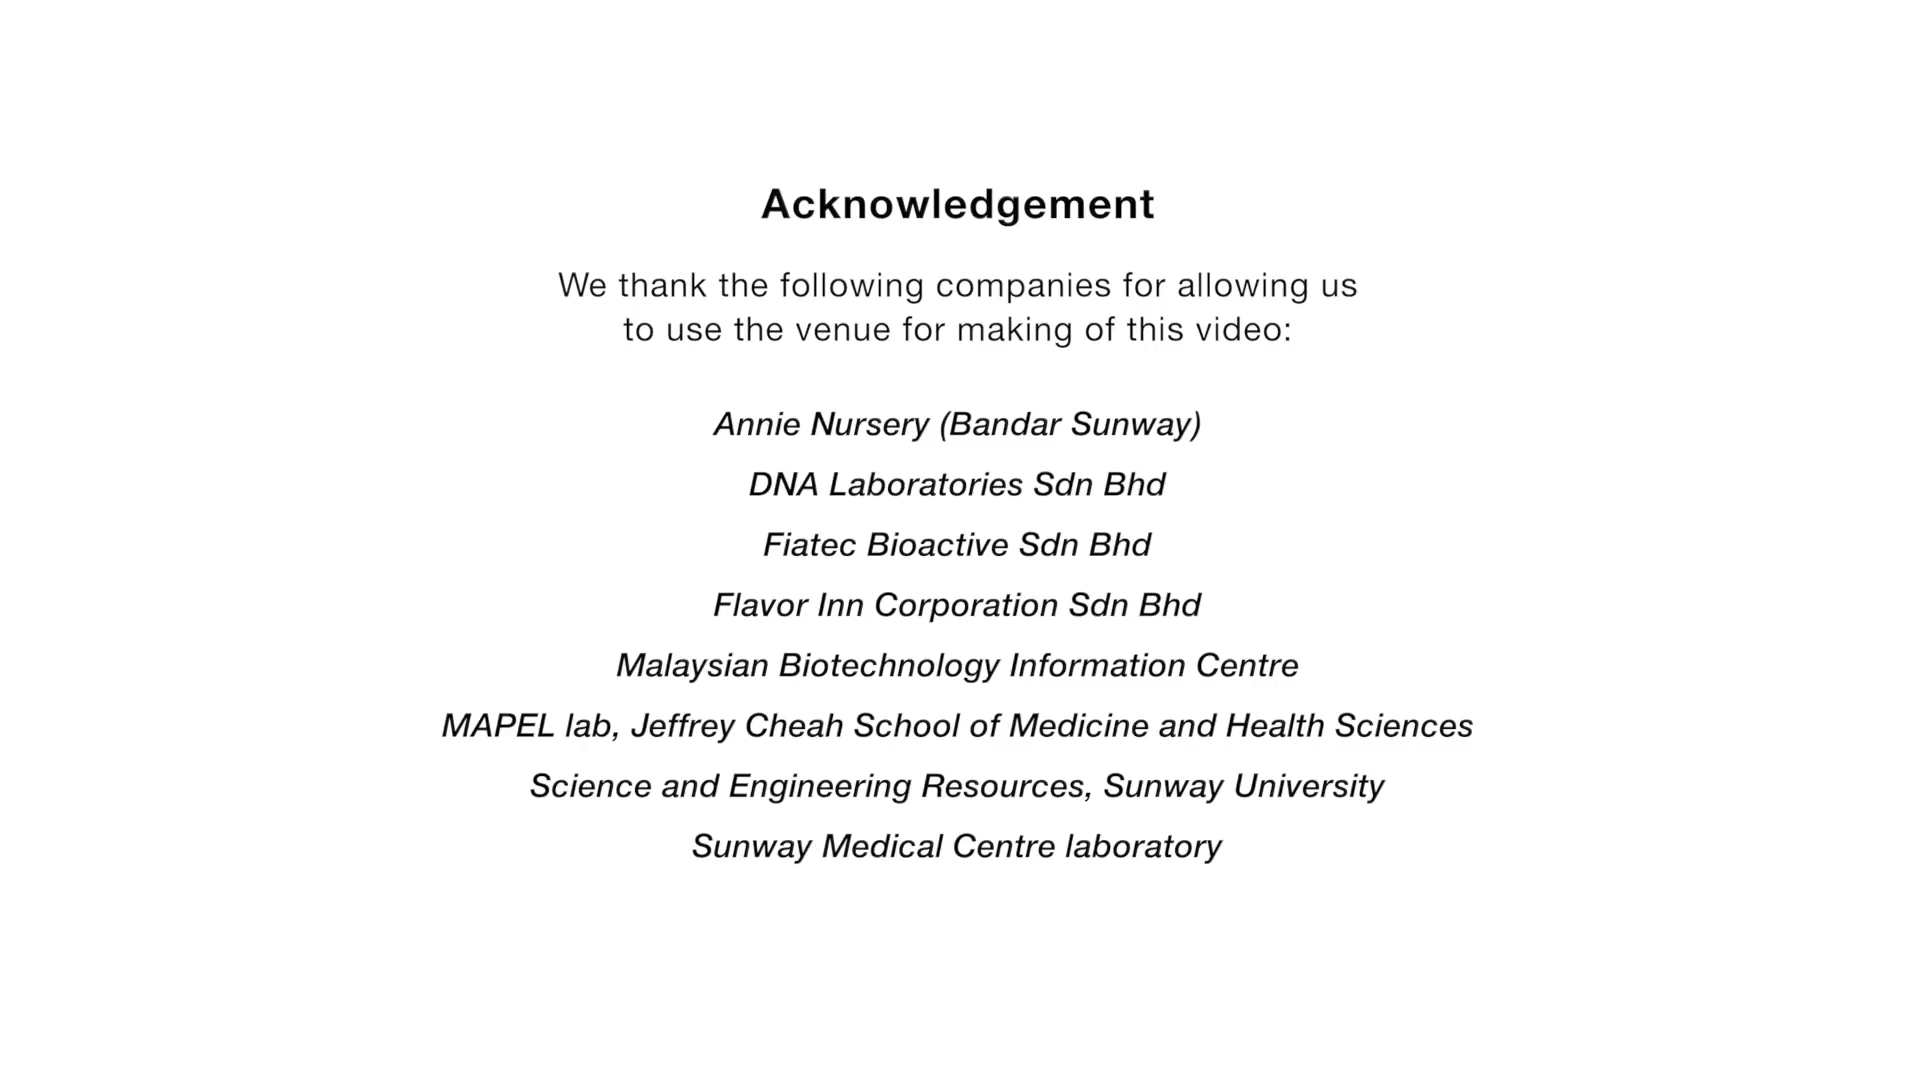 Acknowledgement
We thank the following companies for allowing us
to use the venue for making of this video:
Annie Nursery (Bandar Sunway)
DNA Laboratories Sdn Bhd
Fiatec Bioactive Sdn Bhd
Flavor Inn Corporation Sdn Bhd
Malaysian Biotechnology Information Centre
MAPEL lab, Jeffrey Cheah School of Medicine and Health Sciences
Science and Engineering Resources, Sunway University
Sunway Medical Centre laboratory